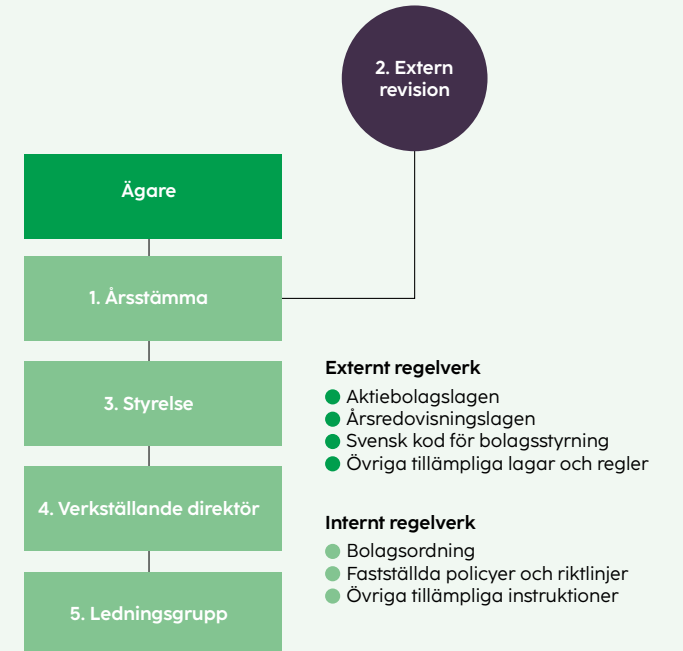 2. Extern
revision
Ägare
1. Årsstämma
3. Styrelse
4. Verkställande direktör
5. Ledningsgrupp
Externt regelverk
Aktiebolagslagen
Årsredovisningslagen
Svensk kod för bolagsstyrning
Övriga tillämpliga lagar och regler
Internt regelverk
Bolagsordning
Fastställda policyer och riktlinjer
Övriga tillämpliga instruktioner